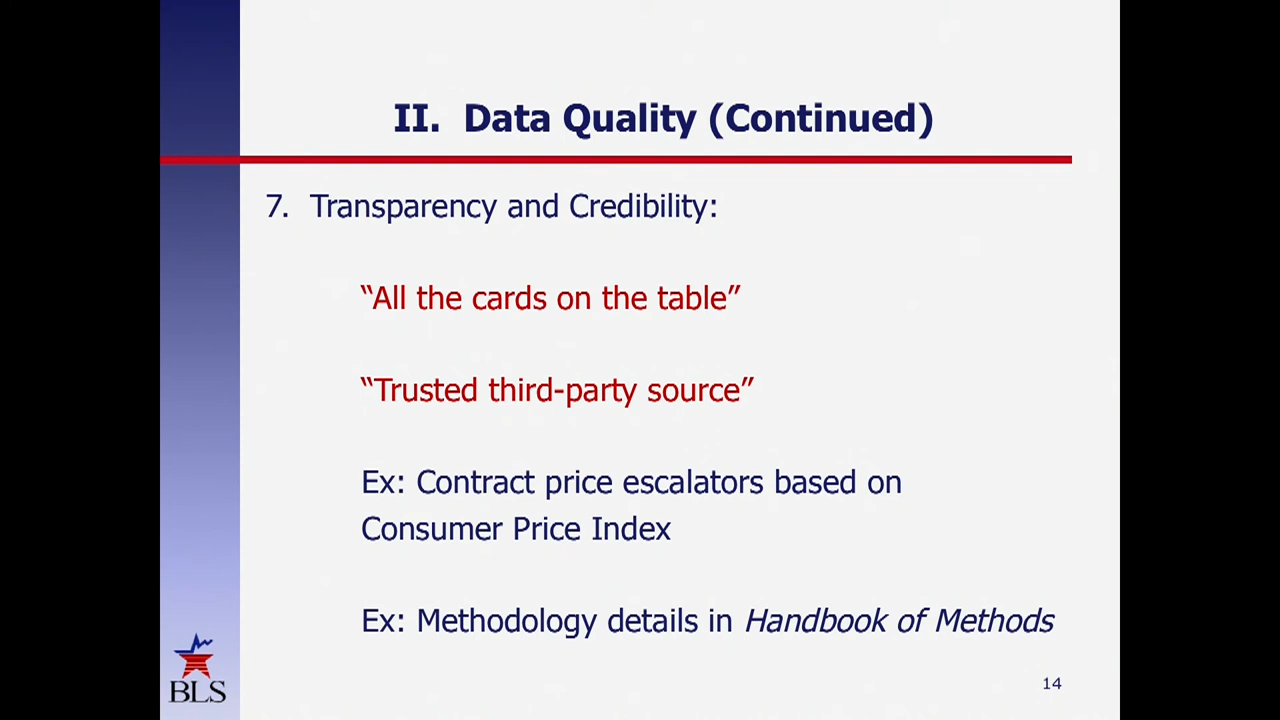 II. Data Quality (Continued)
7. Transparency and Credibility:
“All the cards on the table”
“Trusted third-party source”
Ex: Contract price escalators based on
Consumer Price Index
Ex: Methodology details in Handbook of Methods
BLS
14